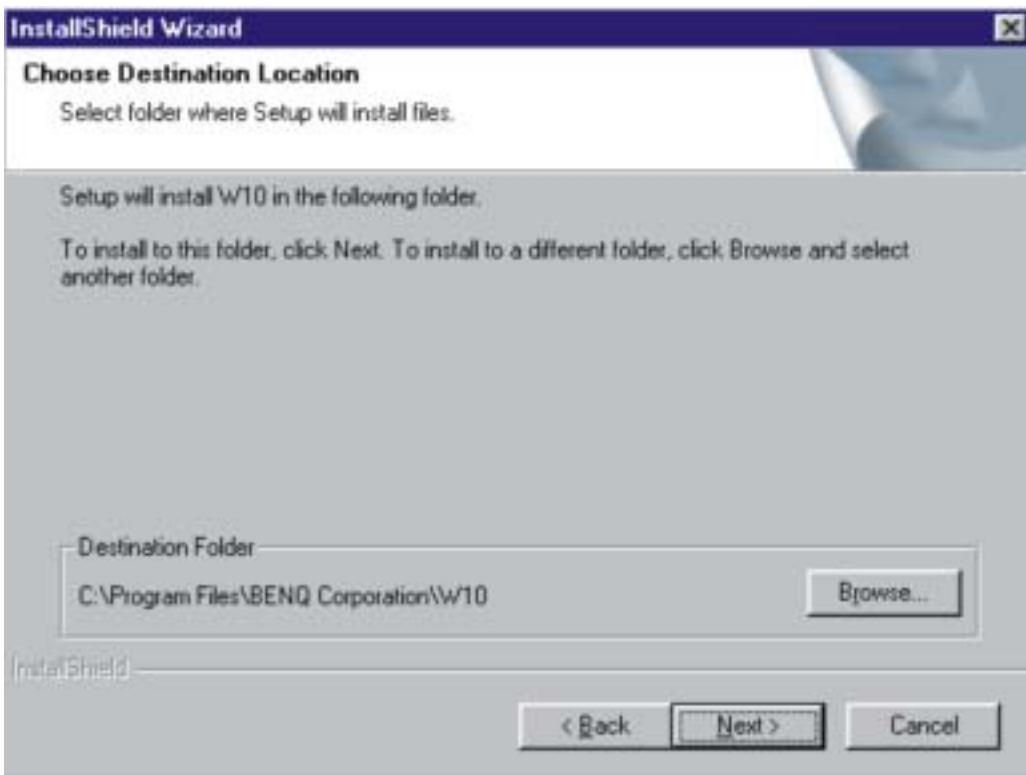 InstallShield Wizard
Choose Destination Location
Select folder where Setup will install files.
Setup will install W10 in the following folder.
To install to this folder, click Next. To install to a different folder, click Browse and select
another folder.
Destination Folder
C:\Program Files\BENQ Corporation\W10
Browse...
InstallShield
< Back
Next >
Cancel